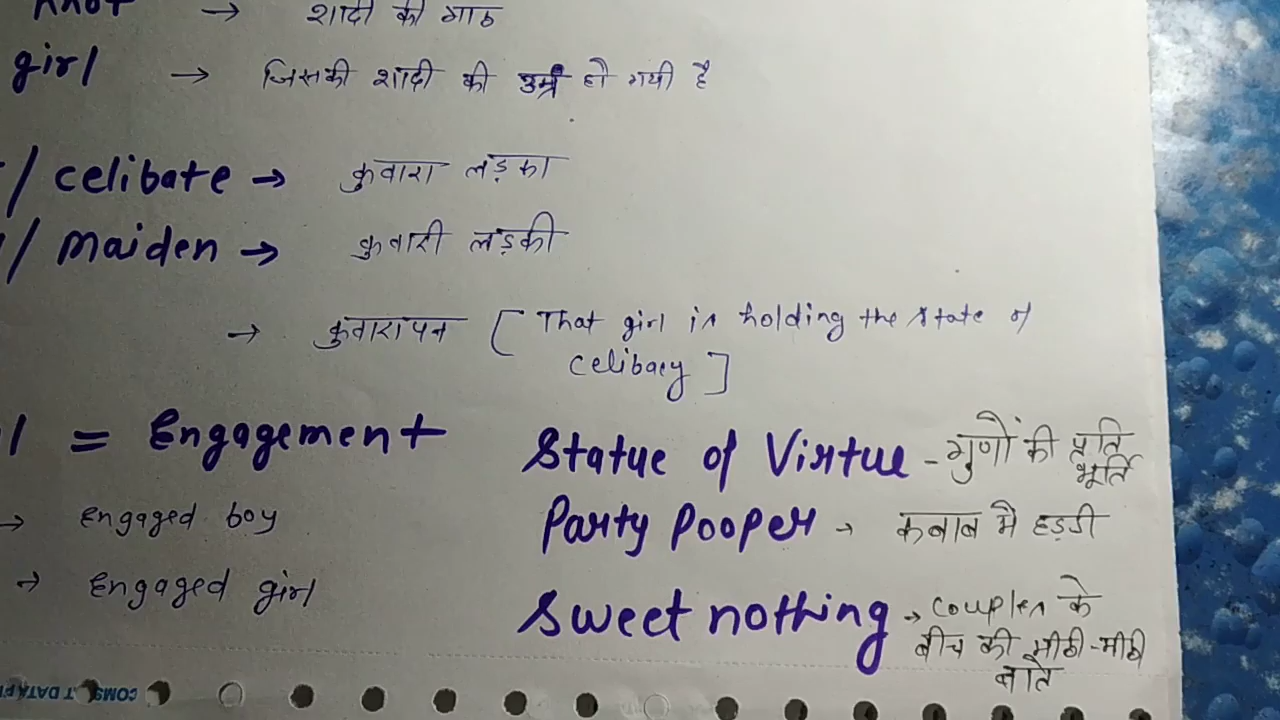 → शादी की गाठ
girl → जिसकी शादी की उम्र हो गयी है
/ celibate → कुवारा लड़का
/ Maiden → कुवारी लड़की
→ कुवारापन [ That girl is holding the state of
celibacy ]
= Engagement
Statue of Virtue - गुणों की प्रति
मूर्ति
→ Engaged boy
Party Pooper → कबाब मे हड्डी
→ Engaged girl
Sweet nothing → couples के
बीच की मीठी-मीठी
बाते